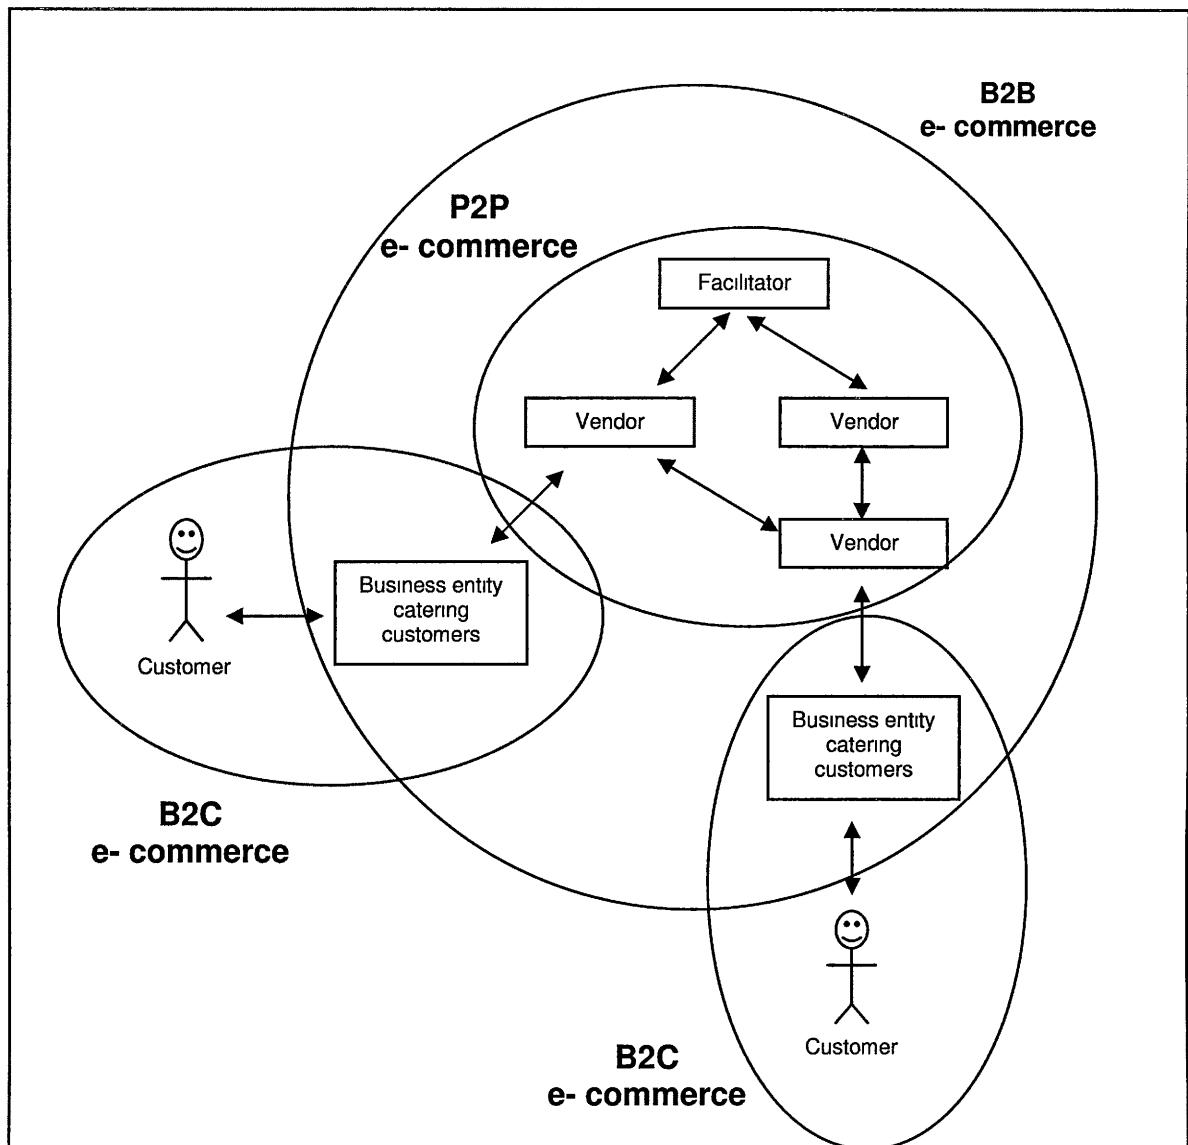 B2B
e- commerce
P2P
e- commerce
Facilitator
Vendor
Vendor
Vendor
Business entity
catering
customers
Customer
B2C
e- commerce
Business entity
catering
customers
Customer
B2C
e- commerce